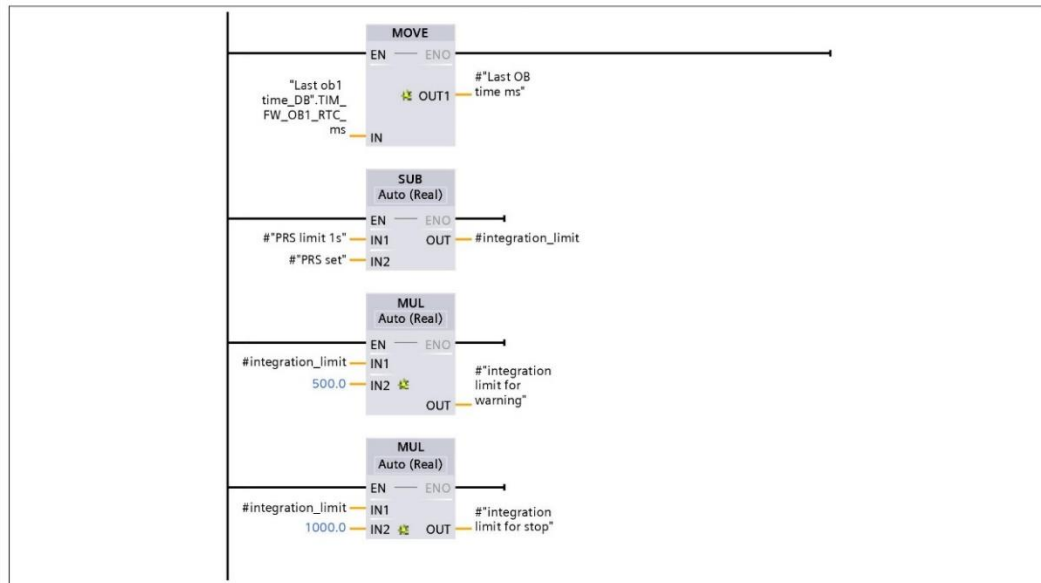 MOVE
EN
ENO
"Last ob1
time_DB".TIM_
FW_OB1_RTC_
ms
IN
OUT1
#"Last OB
time ms"
SUB
Auto (Real)
EN
ENO
#"PRS limit 1s"
IN1
OUT
#integration_limit
#"PRS set"
IN2
MUL
Auto (Real)
EN
ENO
#integration_limit
IN1
500.0
IN2
#"integration
limit for
warning"
OUT
MUL
Auto (Real)
EN
ENO
#integration_limit
IN1
1000.0
IN2
OUT
#"integration
limit for stop"